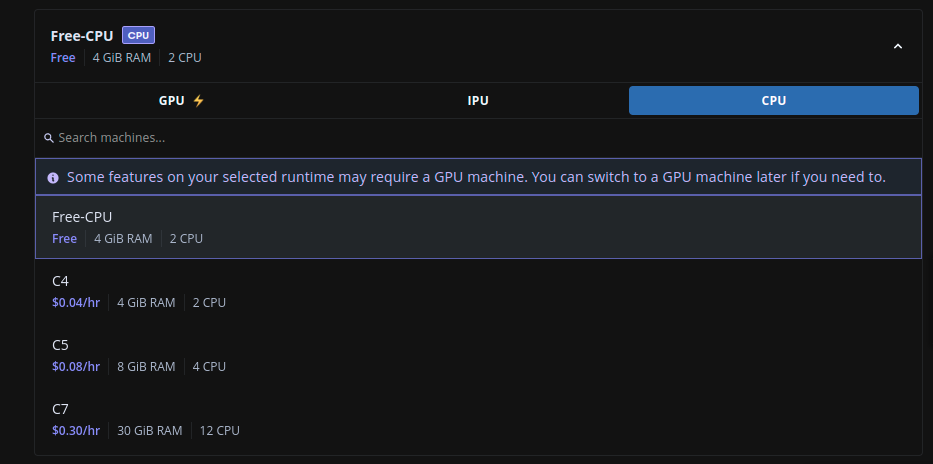 Free-CPU CPU
Free 4 GiB RAM 2 CPU
GPU ⚡ IPU CPU
Search machines...
Some features on your selected runtime may require a GPU machine. You can switch to a GPU machine later if you need to.
Free-CPU
Free 4 GiB RAM 2 CPU
C4
$0.04/hr 4 GiB RAM 2 CPU
C5
$0.08/hr 8 GiB RAM 4 CPU
C7
$0.30/hr 30 GiB RAM 12 CPU